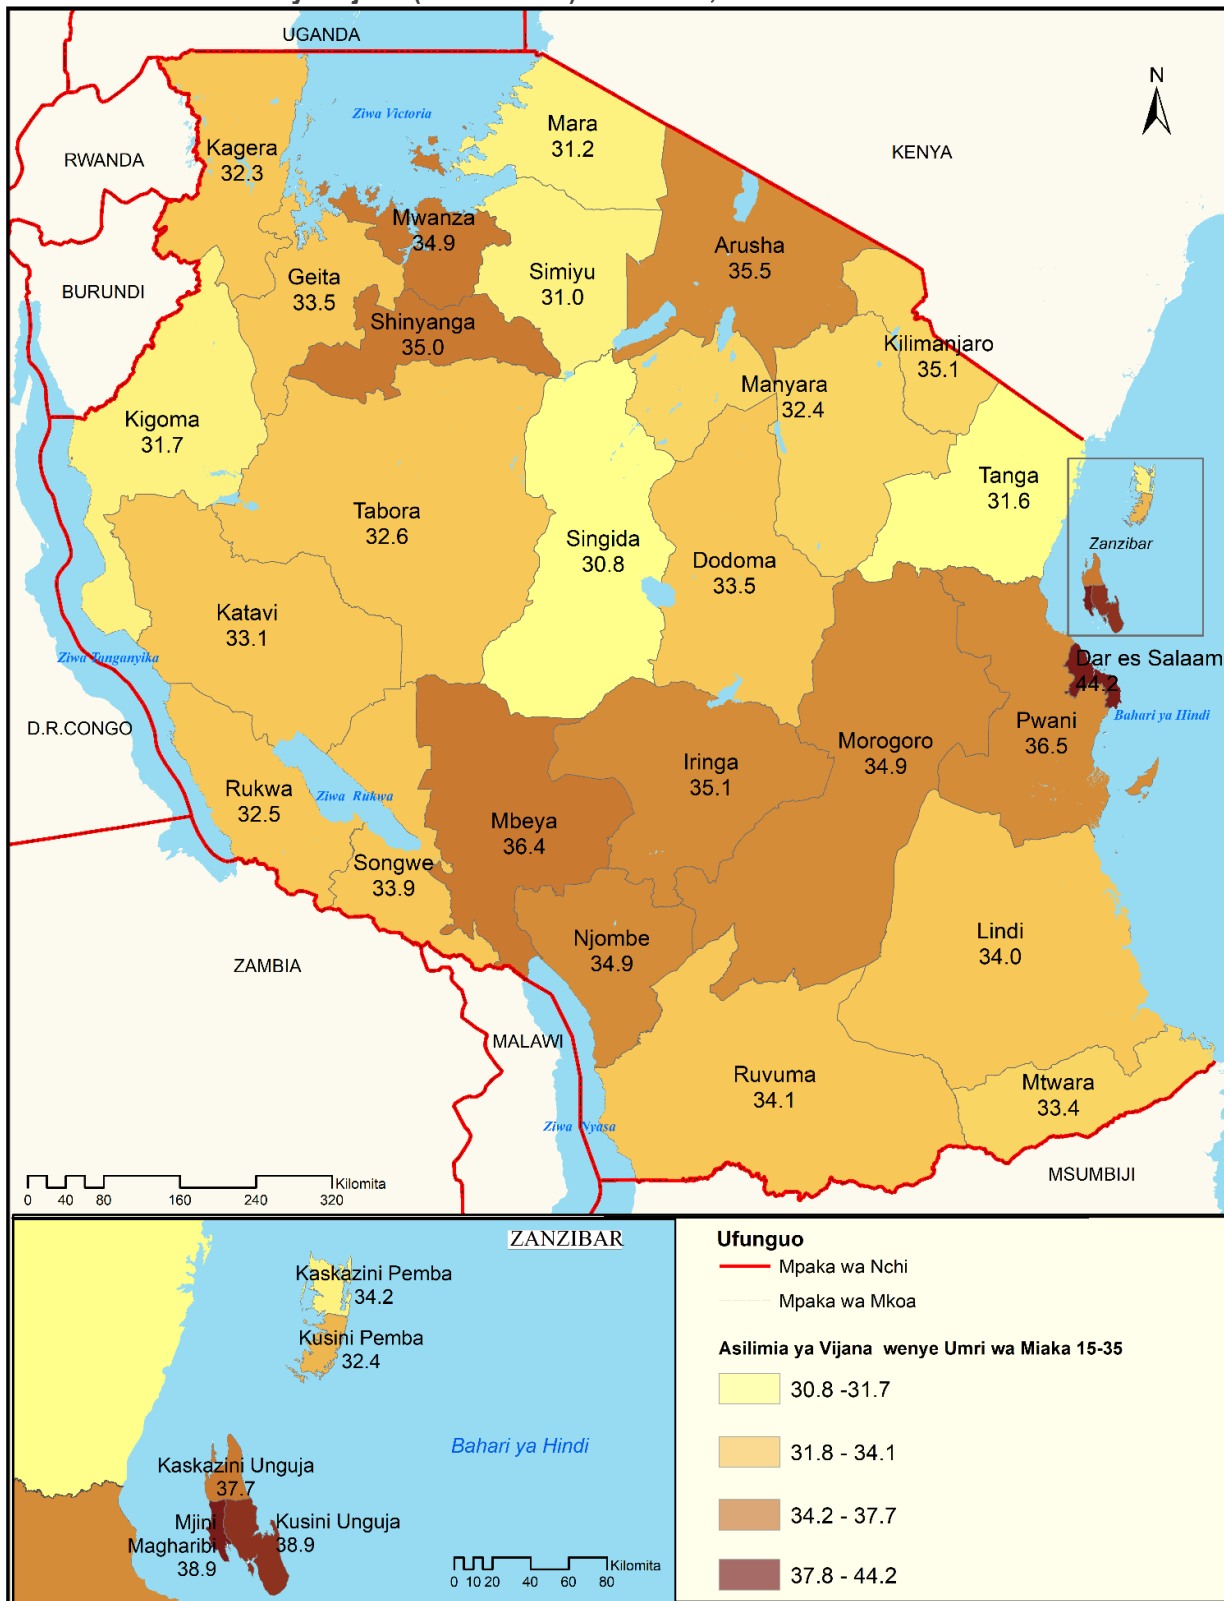 UGANDA
Ziwa Victoria
N
Mara
31.2
KENYA
Kagera
32.3
RWANDA
Mwanza
34.9
Arusha
35.5
Simiyu
31.0
Geita
33.5
BURUNDI
Shinyanga
35.0
Kilimanjaro
35.1
Manyara
32.4
Kigoma
31.7
Tanga
31.6
Tabora
32.6
Singida
30.8
Zanzibar
Dodoma
33.5
Katavi
33.1
Ziwa Tanganyika
Dar es Salaam
44.2
Bahari ya Hindi
D.R.CONGO
Pwani
36.5
Morogoro
34.9
Iringa
35.1
Rukwa
32.5
Ziwa Rukwa
Mbeya
36.4
Songwe
33.9
Lindi
34.0
Njombe
34.9
ZAMBIA
MALAWI
Ruvuma
34.1
Mtwara
33.4
Ziwa Nyasa
MSUMBIJI
Kilomita
0 40 80 160 240 320
ZANZIBAR
Kaskazini Pemba
34.2
Kusini Pemba
32.4
Bahari ya Hindi
Kaskazini Unguja
37.7
Mjini
Magharibi
38.9
Kusini Unguja
38.9
Kilomita
0 10 20 40 60 80
Ufunguo
Mpaka wa Nchi
Mpaka wa Mkoa
Asilimia ya Vijana wenye Umri wa Miaka 15-35
30.8 -31.7
31.8 - 34.1
34.2 - 37.7
37.8 - 44.2